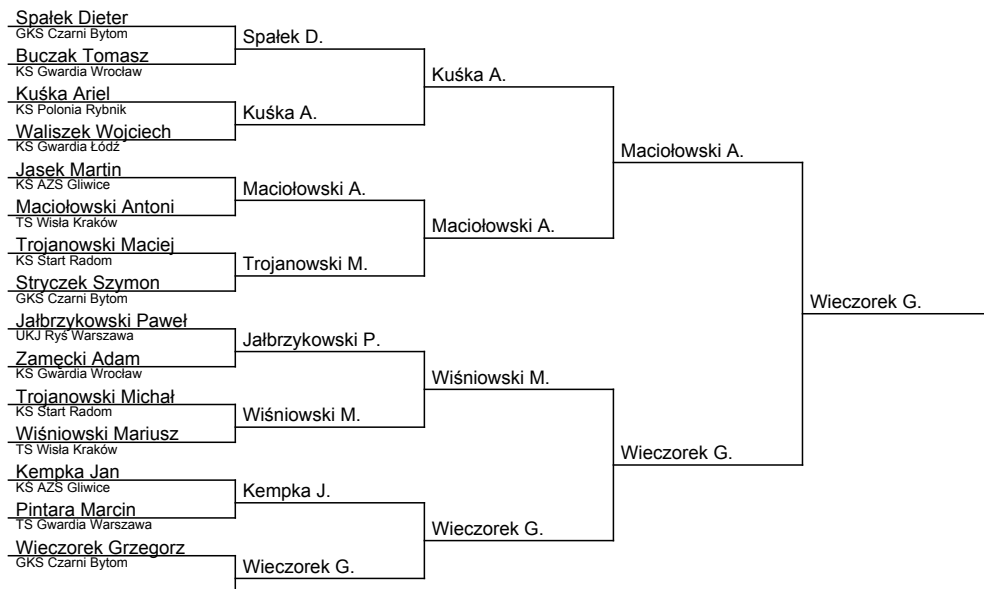 Spałek Dieter
GKS Czarni Bytom
Buczak Tomasz
KS Gwardia Wrocław
Kuśka Ariel
KS Polonia Rybnik
Waliszek Wojciech
KS Gwardia Łódź
Jasek Martin
KS AZS Gliwice
Maciołowski Antoni
TS Wisła Kraków
Trojanowski Maciej
KS Start Radom
Stryczek Szymon
GKS Czarni Bytom
Jałbrzykowski Paweł
UKJ Ryś Warszawa
Zamęcki Adam
KS Gwardia Wrocław
Trojanowski Michał
KS Start Radom
Wiśniowski Mariusz
TS Wisła Kraków
Kempka Jan
KS AZS Gliwice
Pintara Marcin
TS Gwardia Warszawa
Wieczorek Grzegorz
GKS Czarni Bytom
Spałek D.
Kuśka A.
Maciołowski A.
Trojanowski M.
Jałbrzykowski P.
Wiśniowski M.
Kempka J.
Wieczorek G.
Kuśka A.
Maciołowski A.
Wiśniowski M.
Wieczorek G.
Maciołowski A.
Wieczorek G.
Wieczorek G.